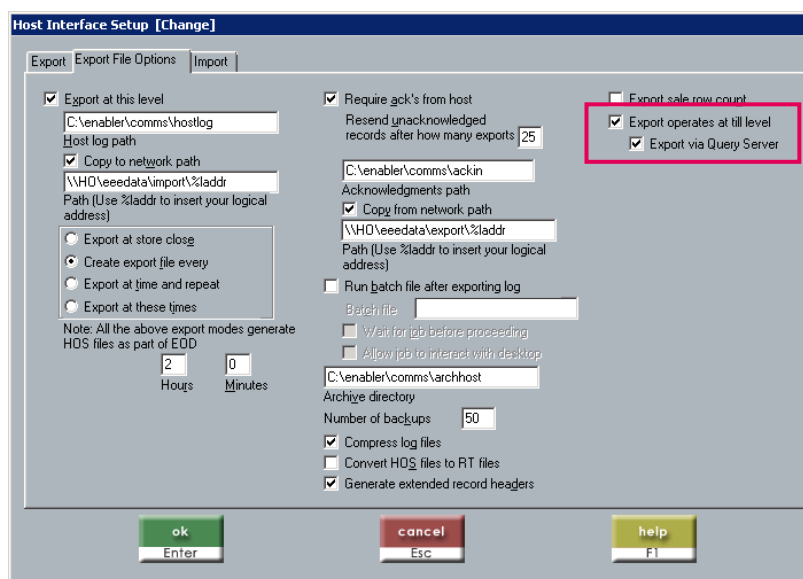 Host Interface Setup [Change]
Export
Export File Options
Import
Export at this level
C:\enabler\comms\hostlog
Host log path
Copy to network path
\\HO\eeedata\import\%laddr
Path (Use %laddr to insert your logical
address)
Export at store close
Create export file every
Export at time and repeat
Export at these times
Note: All the above export modes generate
HOS files as part of EOD
2
0
Hours
Minutes
Require ack's from host
Resend unacknowledged
records after how many exports 25
C:\enabler\comms\ackin
Acknowledgments path
Copy from network path
\\HO\eeedata\export\%laddr
Path (Use %laddr to insert your logical
address)
Run batch file after exporting log
Batch file
Wait for job before proceeding
Allow job to interact with desktop
C:\enabler\comms\archhost
Archive directory
Number of backups 50
Compress log files
Convert HOS files to RT files
Generate extended record headers
Export sale row count
Export operates at till level
Export via Query Server
ok
Enter
cancel
Esc
help
F1